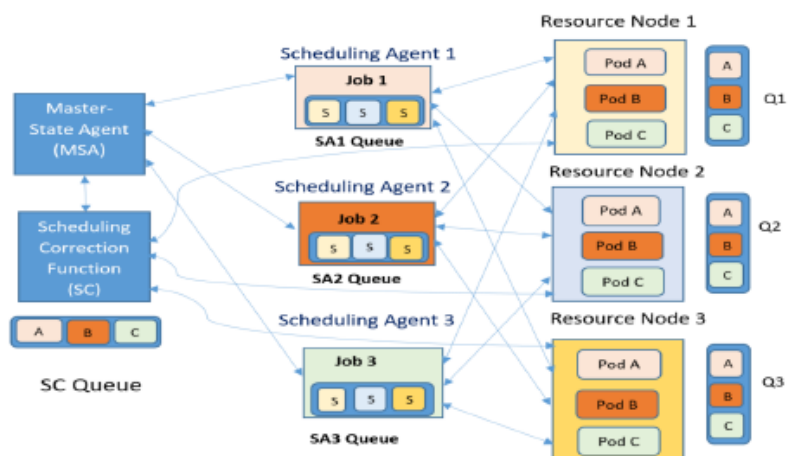 Master-
State Agent
(MSA)
Scheduling
Correction
Function
(SC)
A B C
SC Queue
Scheduling Agent 1
Job 1
S S S
SA1 Queue
Scheduling Agent 2
Job 2
S S S
SA2 Queue
Scheduling Agent 3
Job 3
S S S
SA3 Queue
Resource Node 1
Pod A
Pod B
Pod C
A
B
C
Q1
Resource Node 2
Pod A
Pod B
Pod C
A
B
C
Q2
Resource Node 3
Pod A
Pod B
Pod C
A
B
C
Q3